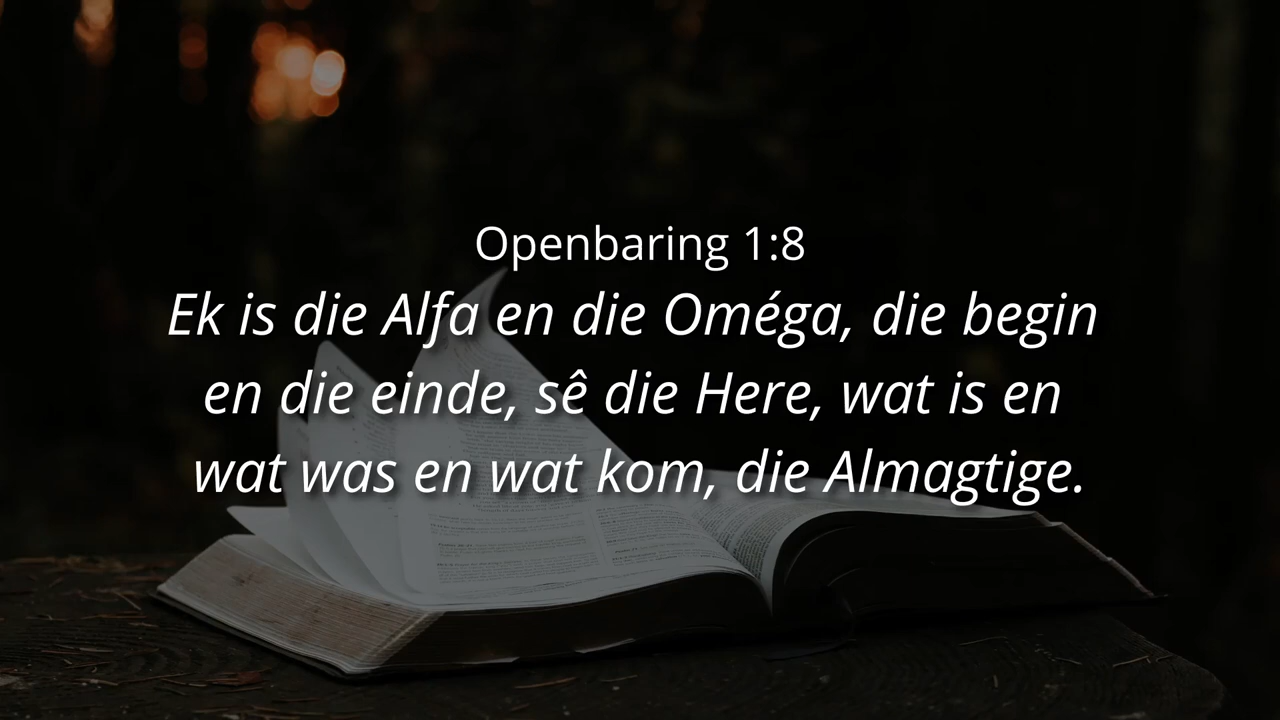 Openbaring 1:8
Ek is die Alfa en die Oméga, die begin
en die einde, sê die Here, wat is en
wat was en wat kom, die Almagtige.